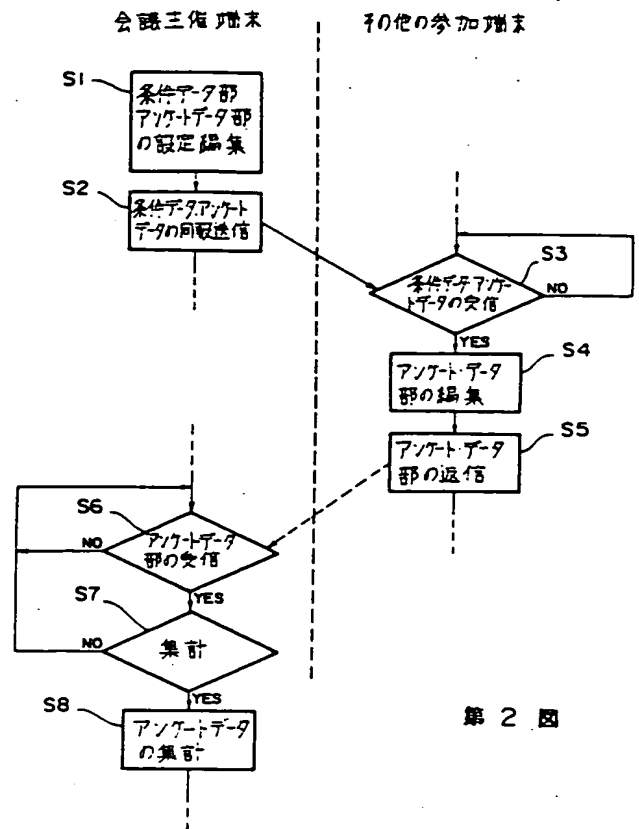 会議主催端末
その他の参加端末
S1
条件データ部
アンケートデータ部
の設定編集
S2
条件データ,アンケート
データの同報送信
S3
条件データ,アンケー
トデータの受信
NO
YES
S4
アンケート・データ
部の編集
S5
アンケート・データ
部の返信
S6
アンケートデータ
部の受信
NO
YES
S7
集計
NO
YES
S8
アンケートデータ
の集計
第2図